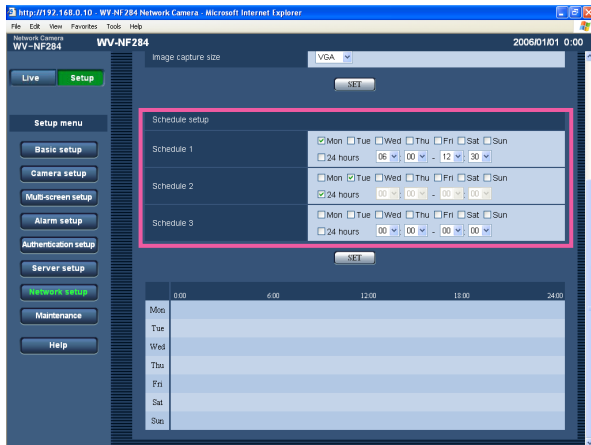 http://192.168.0.10 - WV-NF284 Network Camera - Microsoft Internet Explorer
File Edit View Favorites Tools Help
Network Camera
WV-NF284
WV-NF284
2006/01/01 0:00
Live
Setup
Setup menu
Basic setup
Camera setup
Multi-screen setup
Alarm setup
Authentication setup
Server setup
Network setup
Maintenance
Help
Image capture size VGA
SET
Schedule setup
Schedule 1
Mon Tue Wed Thu Fri Sat Sun
24 hours 06 : 00 - 12 : 30
Schedule 2
Mon Tue Wed Thu Fri Sat Sun
24 hours 00 : 00 - 00 : 00
Schedule 3
Mon Tue Wed Thu Fri Sat Sun
24 hours 00 : 00 - 00 : 00
SET
0:00 6:00 12:00 18:00 24:00
Mon
Tue
Wed
Thu
Fri
Sat
Sun